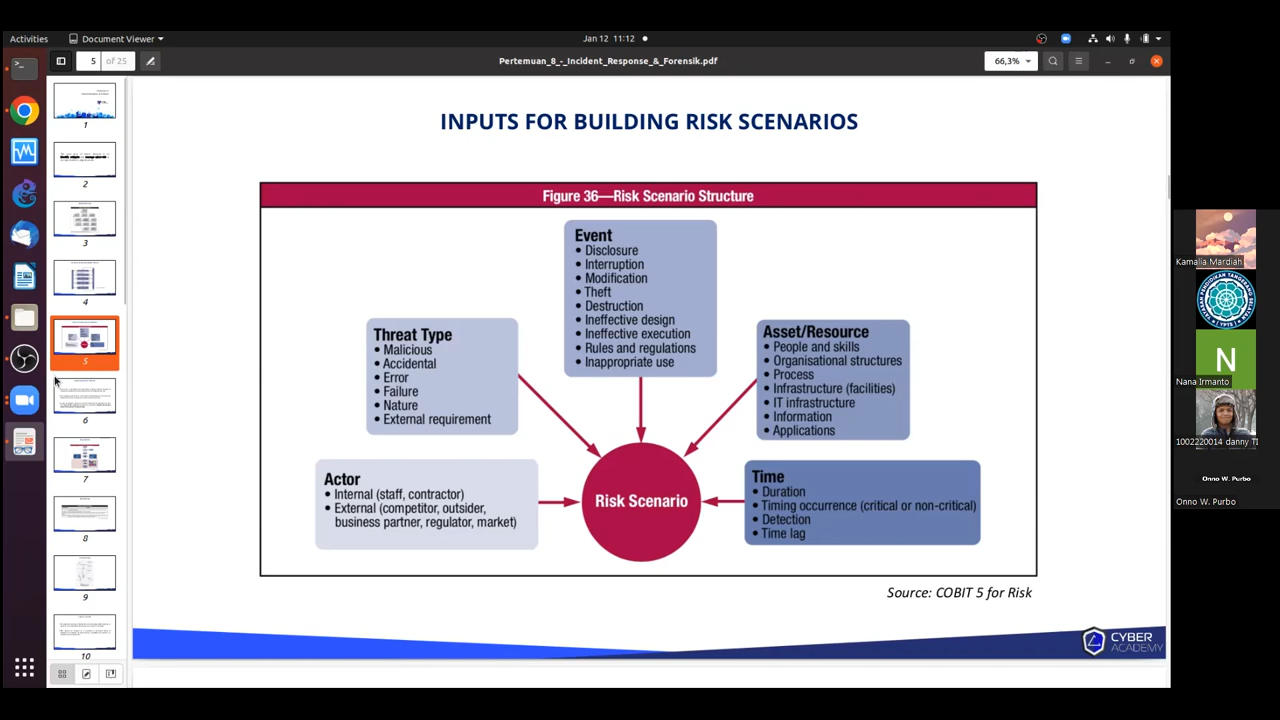 Activities
Document Viewer
Jan 12 11:12
5 of 25
Pertemuan_8_-_Incident_Response_&_Forensik.pdf
66,3%
1
2
3
4
5
6
7
8
9
10
INPUTS FOR BUILDING RISK SCENARIOS
Figure 36—Risk Scenario Structure
Event
• Disclosure
• Interruption
• Modification
• Theft
• Destruction
• Ineffective design
• Ineffective execution
• Rules and regulations
• Inappropriate use
Threat Type
• Malicious
• Accidental
• Error
• Failure
• Nature
• External requirement
Asset/Resource
• People and skills
• Organisational structures
• Process
• Infrastructure (facilities)
• IT infrastructure
• Information
• Applications
Actor
• Internal (staff, contractor)
• External (competitor, outsider,
business partner, regulator, market)
Risk Scenario
Time
• Duration
• Timing occurrence (critical or non-critical)
• Detection
• Time lag
Source: COBIT 5 for Risk
CYBER
ACADEMY
Kamalia Mardiah
N
Nana Irmanto
1002220014 danny TI
Onno W. Purbo
Onno W. Purbo